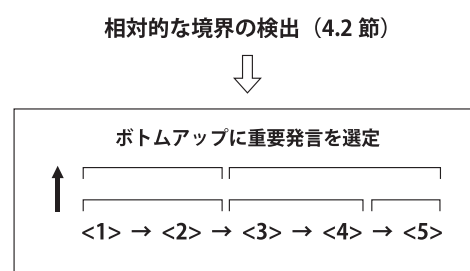 相対的な境界の検出（4.2 節）
ボトムアップに重要発言を選定
<1> → <2> → <3> → <4> → <5>